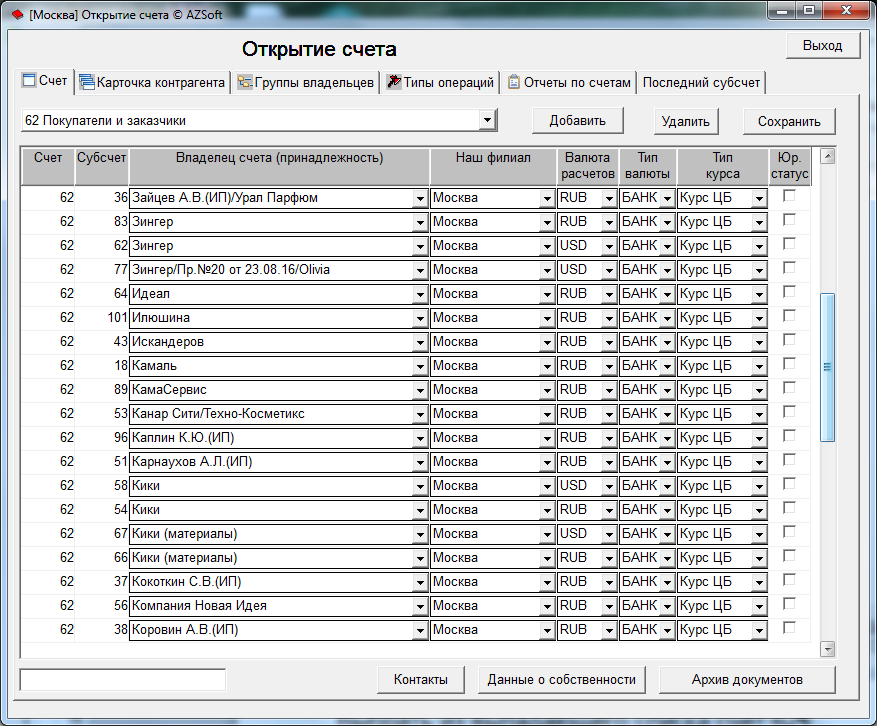 [Москва] Открытие счета © AZSoft
Открытие счета
Выход
Счет Карточка контрагента Группы владельцев Типы операций Отчеты по счетам Последний субсчет
62 Покупатели и заказчики Добавить Удалить Сохранить
Счет Субсчет Владелец счета (принадлежность) Наш филиал Валюта расчетов Тип валюты Тип курса Юр. статус
62 36 Зайцев А.В.(ИП)/Урал Парфюм Москва RUB БАНК Курс ЦБ
62 83 Зингер Москва RUB БАНК Курс ЦБ
62 62 Зингер Москва USD БАНК Курс ЦБ
62 77 Зингер/Пр.№20 от 23.08.16/Olivia Москва USD БАНК Курс ЦБ
62 64 Идеал Москва RUB БАНК Курс ЦБ
62 101 Илюшина Москва RUB БАНК Курс ЦБ
62 43 Искандеров Москва RUB БАНК Курс ЦБ
62 18 Камаль Москва RUB БАНК Курс ЦБ
62 89 КамаСервис Москва RUB БАНК Курс ЦБ
62 53 Канар Сити/Техно-Косметикс Москва RUB БАНК Курс ЦБ
62 96 Каплин К.Ю.(ИП) Москва RUB БАНК Курс ЦБ
62 51 Карнаухов А.Л.(ИП) Москва RUB БАНК Курс ЦБ
62 58 Кики Москва USD БАНК Курс ЦБ
62 54 Кики Москва RUB БАНК Курс ЦБ
62 67 Кики (материалы) Москва USD БАНК Курс ЦБ
62 66 Кики (материалы) Москва RUB БАНК Курс ЦБ
62 37 Кокоткин С.В.(ИП) Москва RUB БАНК Курс ЦБ
62 56 Компания Новая Идея Москва RUB БАНК Курс ЦБ
62 38 Коровин А.В.(ИП) Москва RUB БАНК Курс ЦБ
Контакты Данные о собственности Архив документов